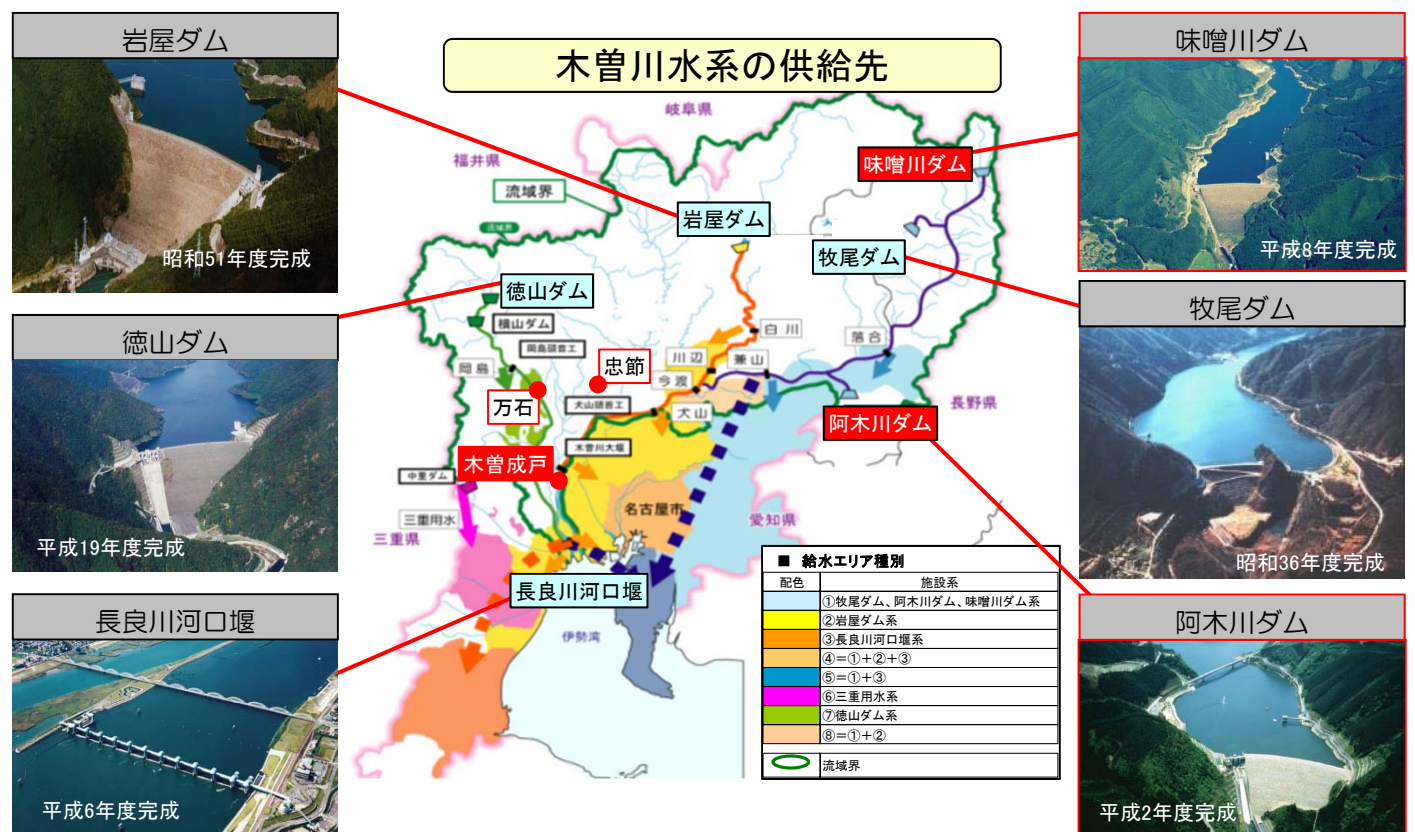 木曽川水系の供給先
岩屋ダム
昭和51年度完成
徳山ダム
平成19年度完成
長良川河口堰
平成6年度完成
味噌川ダム
平成8年度完成
牧尾ダム
昭和36年度完成
阿木川ダム
平成2年度完成
岐阜県
福井県
流域界
流域界
味噌川ダム
岩屋ダム
牧尾ダム
徳山ダム
横山ダム
岡島頭首工
岡島
忠節
万石
白川
川辺
兼山
落合
今渡
犬山頭首工
犬山
長野県
阿木川ダム
木曽川大堰
木曽成戸
中里ダム
三重用水
三重県
名古屋市
愛知県
長良川河口堰
伊勢湾
■ 給水エリア種別
配色 施設系
①牧尾ダム、阿木川ダム、味噌川ダム系
②岩屋ダム系
③長良川河口堰系
④=①+②+③
⑤=①+③
⑥三重用水系
⑦徳山ダム系
⑧=①+②
流域界